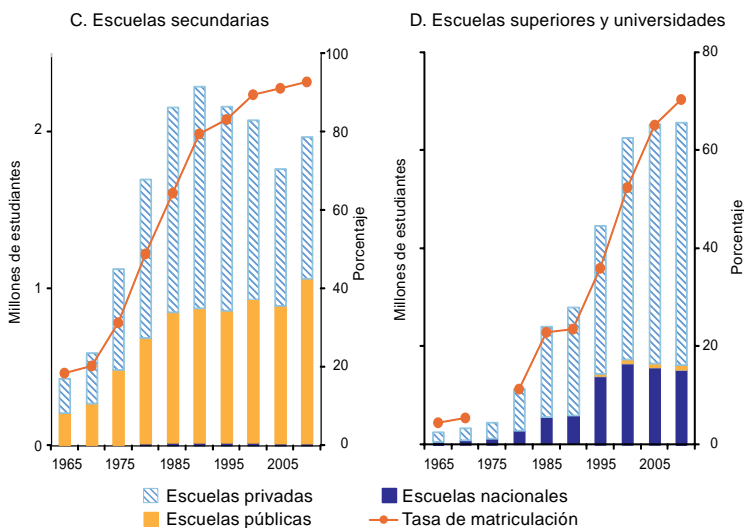 C. Escuelas secundarias
D. Escuelas superiores y universidades
Millones de estudiantes
2
1
0
100
80
60
40
20
0
Porcentaje
1965
1975
1985
1995
2005
Millones de estudiantes
80
60
40
20
0
Porcentaje
1965
1975
1985
1995
2005
Escuelas privadas
Escuelas nacionales
Escuelas públicas
Tasa de matriculación